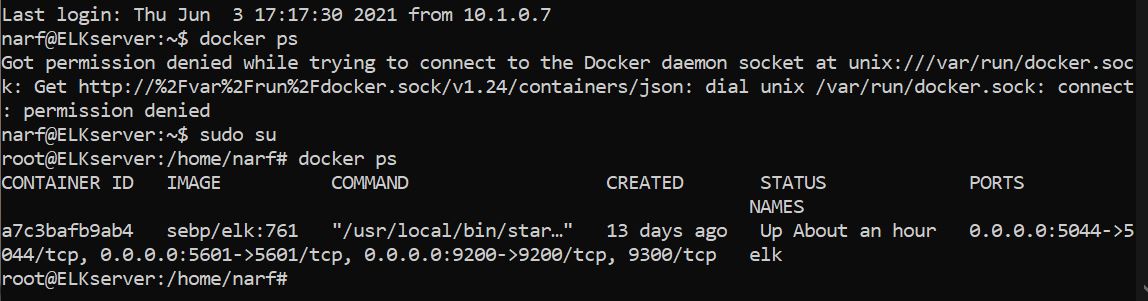 Last login: Thu Jun  3 17:17:30 2021 from 10.1.0.7
narf@ELKserver:~$ docker ps
Got permission denied while trying to connect to the Docker daemon socket at unix:///var/run/docker.soc
k: Get http://%2Fvar%2Frun%2Fdocker.sock/v1.24/containers/json: dial unix /var/run/docker.sock: connect
: permission denied
narf@ELKserver:~$ sudo su
root@ELKserver:/home/narf# docker ps
CONTAINER ID   IMAGE          COMMAND                  CREATED       STATUS             PORTS
                                                               NAMES
a7c3bafb9ab4   sebp/elk:761   "/usr/local/bin/star…"   13 days ago   Up About an hour   0.0.0.0:5044->5
044/tcp, 0.0.0.0:5601->5601/tcp, 0.0.0.0:9200->9200/tcp, 9300/tcp   elk
root@ELKserver:/home/narf#